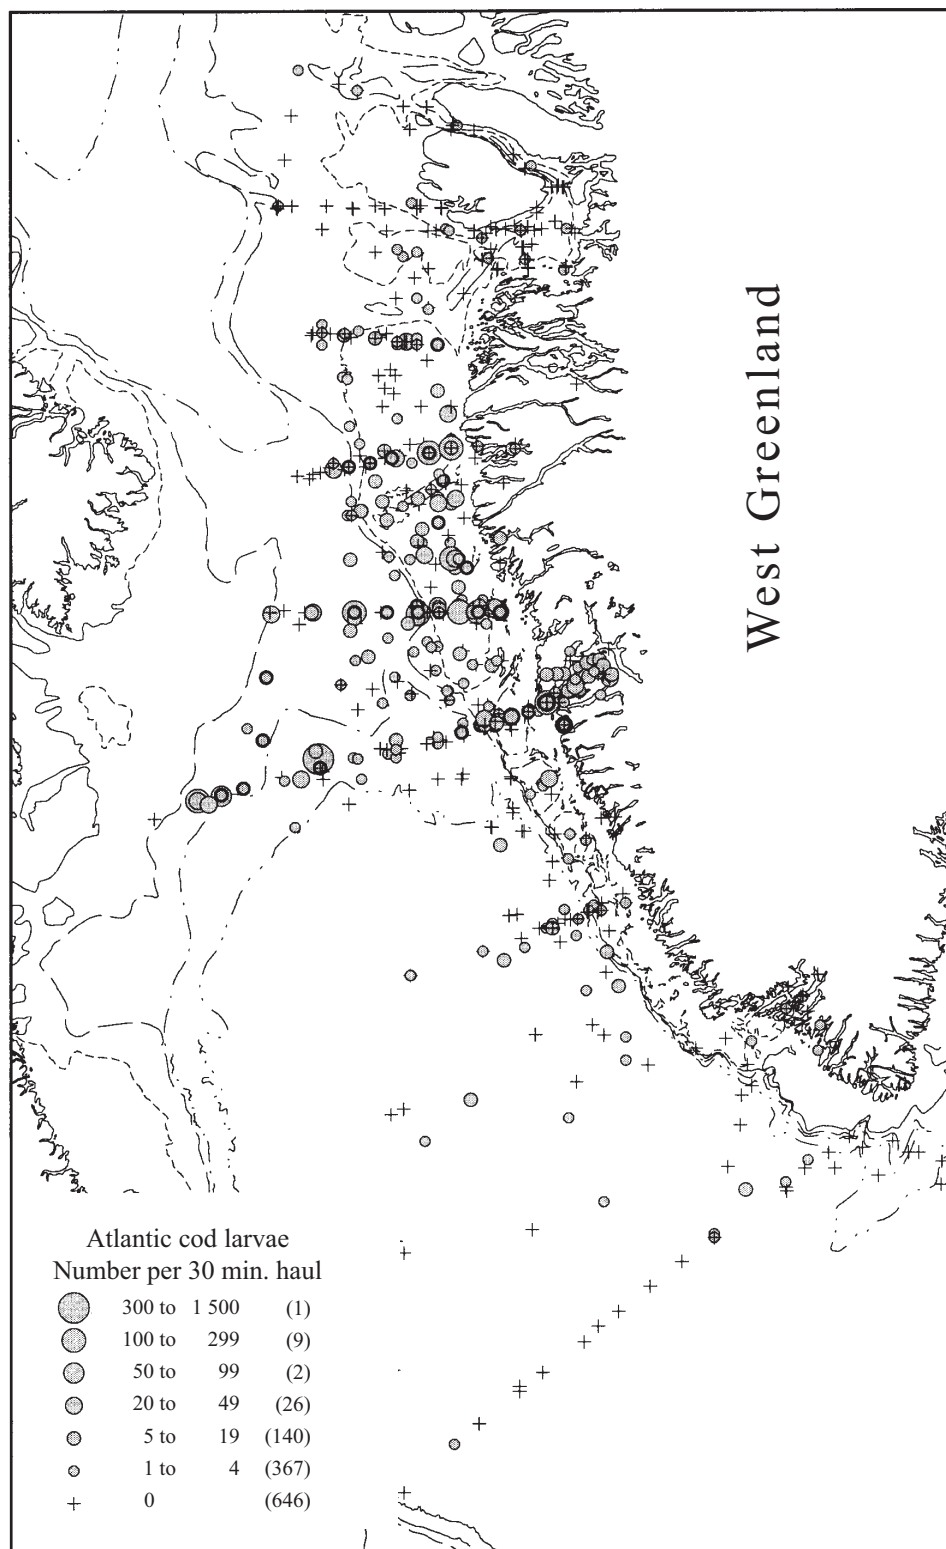 West Greenland
Atlantic cod larvae
Number per 30 min. haul
300 to 1 500 (1)
100 to 299 (9)
50 to 99 (2)
20 to 49 (26)
5 to 19 (140)
1 to 4 (367)
0 (646)